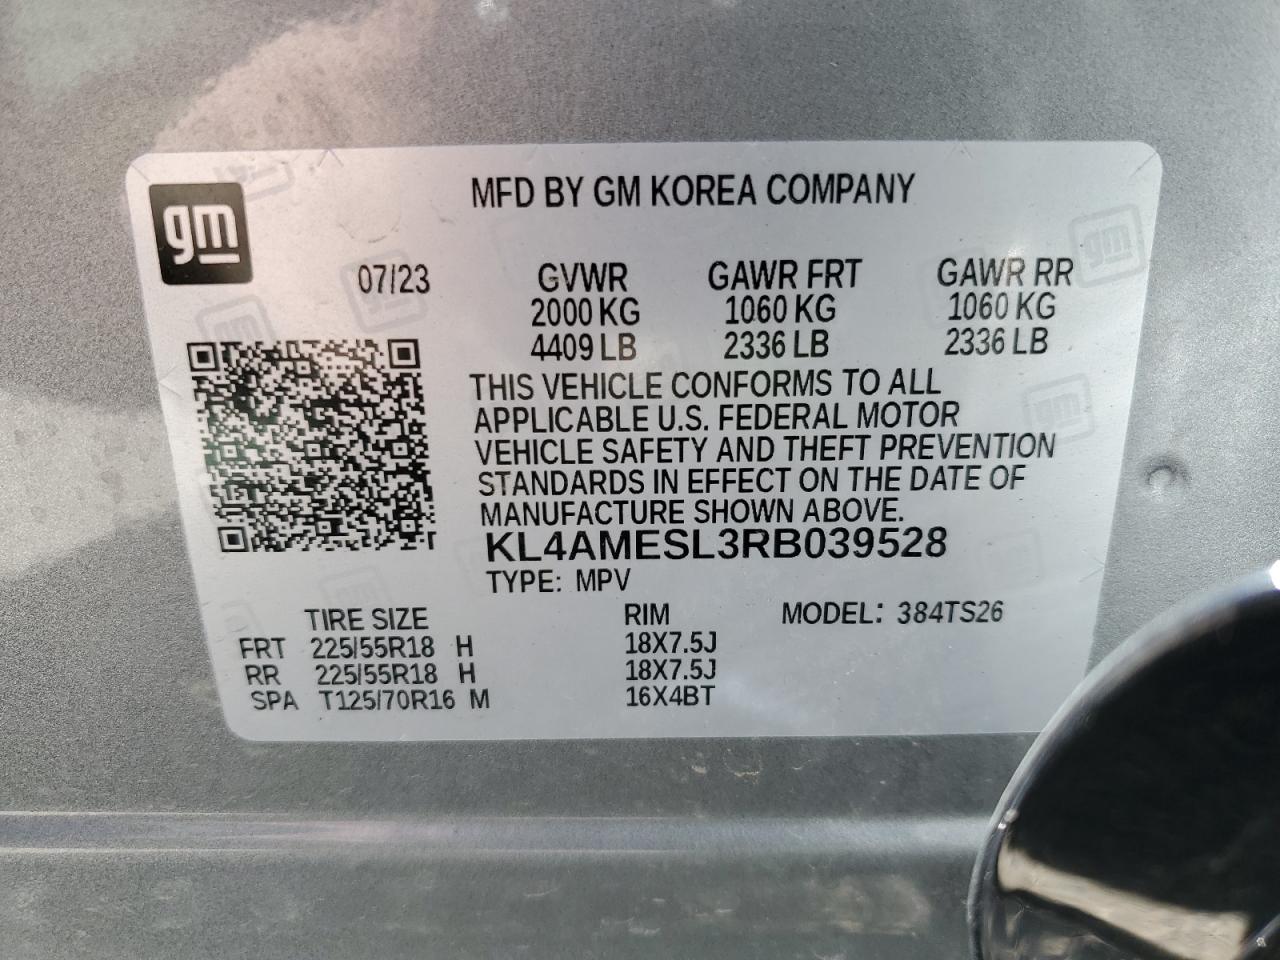 gm
MFD BY GM KOREA COMPANY
07/23 GVWR GAWR FRT GAWR RR
2000 KG 1060 KG 1060 KG
4409 LB 2336 LB 2336 LB
THIS VEHICLE CONFORMS TO ALL
APPLICABLE U.S. FEDERAL MOTOR
VEHICLE SAFETY AND THEFT PREVENTION
STANDARDS IN EFFECT ON THE DATE OF
MANUFACTURE SHOWN ABOVE.
KL4AMESL3RB039528
TYPE: MPV
TIRE SIZE RIM MODEL: 384TS26
FRT 225/55R18 H 18X7.5J
RR 225/55R18 H 18X7.5J
SPA T125/70R16 M 16X4BT